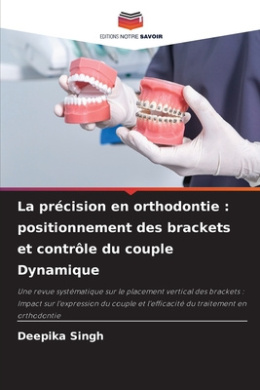 EDITIONS NOTRE SAVOIR
La précision en orthodontie :
positionnement des brackets
et contrôle du couple
Dynamique
Une revue systématique sur le placement vertical des brackets :
Impact sur l'expression du couple et l'efficacité du traitement en
orthodontie
Deepika Singh